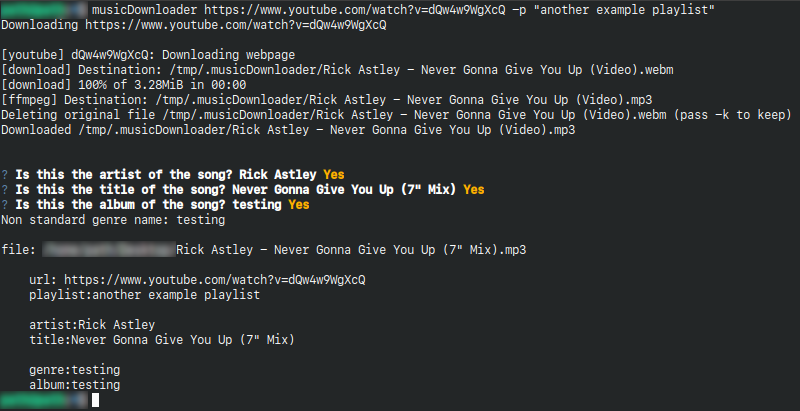 musicDownloader https://www.youtube.com/watch?v=dQw4w9WgXcQ -p "another example playlist"
Downloading https://www.youtube.com/watch?v=dQw4w9WgXcQ
[youtube] dQw4w9WgXcQ: Downloading webpage
[download] Destination: /tmp/.musicDownloader/Rick Astley - Never Gonna Give You Up (Video).webm
[download] 100% of 3.28MiB in 00:00
[ffmpeg] Destination: /tmp/.musicDownloader/Rick Astley - Never Gonna Give You Up (Video).mp3
Deleting original file /tmp/.musicDownloader/Rick Astley - Never Gonna Give You Up (Video).webm (pass -k to keep)
Downloaded /tmp/.musicDownloader/Rick Astley - Never Gonna Give You Up (Video).mp3
? Is this the artist of the song? Rick Astley Yes
? Is this the title of the song? Never Gonna Give You Up (7" Mix) Yes
? Is this the album of the song? testing Yes
Non standard genre name: testing
file: Rick Astley - Never Gonna Give You Up (7" Mix).mp3
url: https://www.youtube.com/watch?v=dQw4w9WgXcQ
playlist:another example playlist
artist:Rick Astley
title:Never Gonna Give You Up (7" Mix)
genre:testing
album:testing